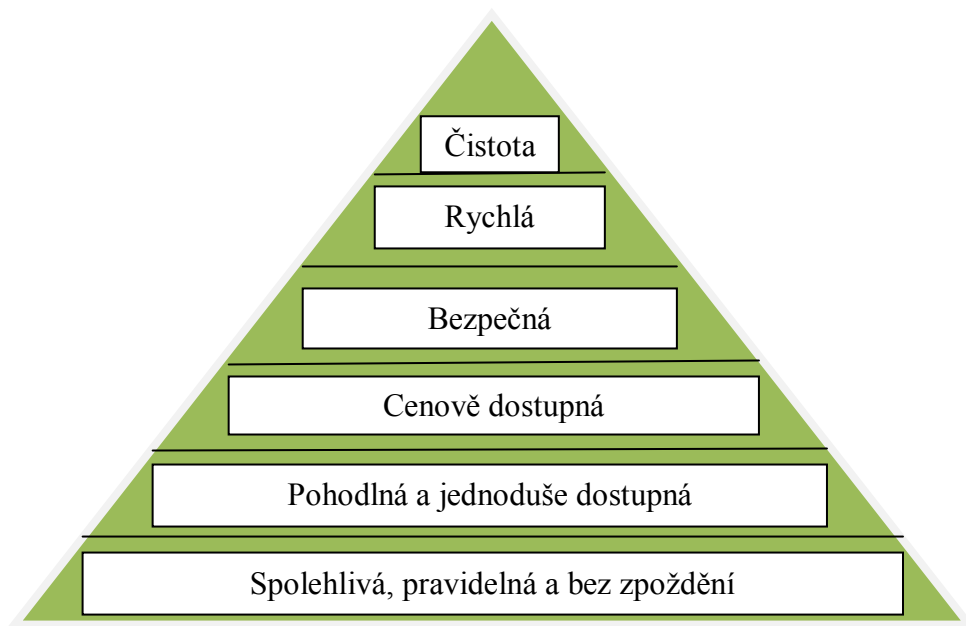 Čistota
Rychlá
Bezpečná
Cenově dostupná
Pohodlná a jednoduše dostupná
Spolehlivá, pravidelná a bez zpoždění